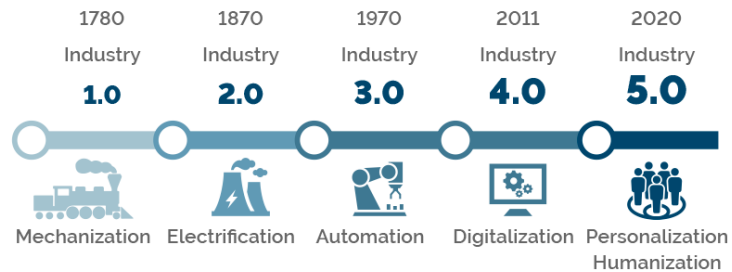 1780
Industry
1.0
Mechanization
1870
Industry
2.0
Electrification
1970
Industry
3.0
Automation
2011
Industry
4.0
Digitalization
2020
Industry
5.0
Personalization
Humanization